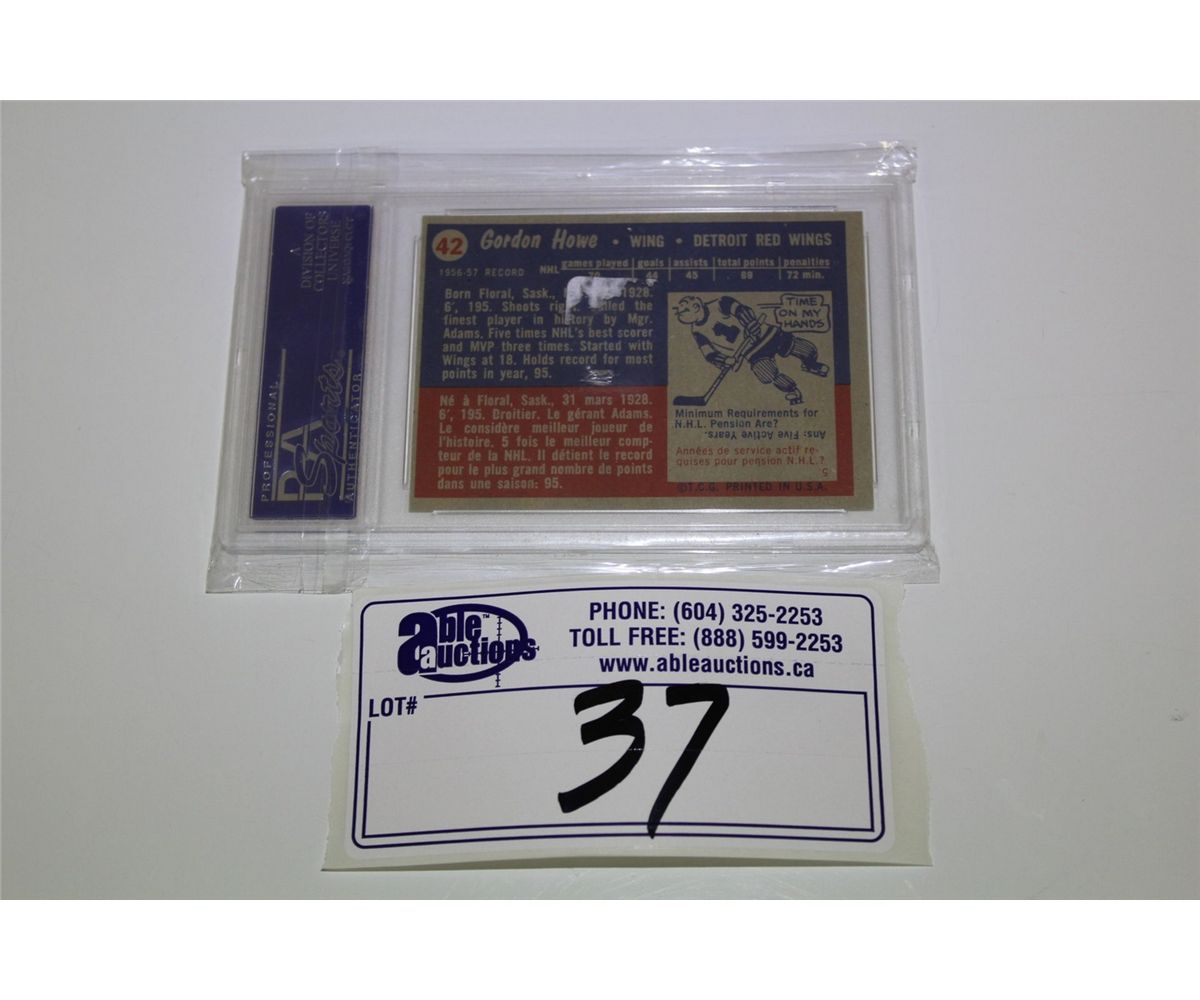 A
DIVISION OF
COLLECTORS
UNIVERSE
PROFESSIONAL
PSA
Sports
AUTHENTICATOR
42 Gordon Howe • WING • DETROIT RED WINGS
1956-57 RECORD NHL games played goals assists total points penalties
44 45 89 72 min.
Born Floral, Sask., 1928.
6', 195. Shoots the
finest player in history by Mgr.
Adams. Five times NHL's best scorer
and MVP three times. Started with
Wings at 18. Holds record for most
points in year, 95.
Né à Floral, Sask., 31 mars 1928.
6', 195. Droitier. Le gérant Adams.
Le considère meilleur joueur de
l'histoire. 5 fois le meilleur comp-
teur de la NHL. Il détient le record
pour le plus grand nombre de points
dans une saison: 95.
TIME
ON MY
HANDS
1
Minimum Requirements for
N.H.L. Pension Are?
Ans: Five Active Years.
Années de service actif re-
quises pour pension N.H.L.?
5
©T.C.G. PRINTED IN U.S.A.
able™
auctions
PHONE: (604) 325-2253
TOLL FREE: (888) 599-2253
www.ableauctions.ca
LOT#
37